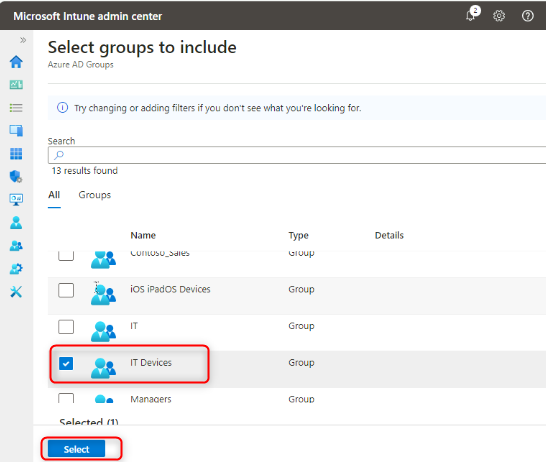 Microsoft Intune admin center
2
Select groups to include
Azure AD Groups
Try changing or adding filters if you don't see what you're looking for.
Search
13 results found
All Groups
Name Type Details
Contoso_Sales Group
iOS iPadOS Devices Group
IT Group
IT Devices Group
Managers Group
Selected (1)
Select